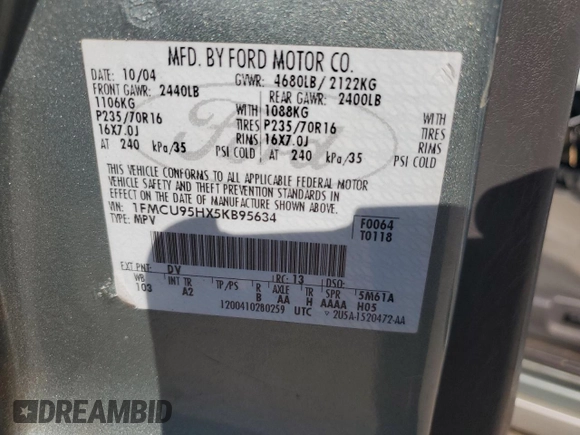 MFD. BY FORD MOTOR CO.
DATE: 10/04 GVWR: 4680LB/ 2122KG
FRONT GAWR: 2440LB REAR GAWR: 2400LB
1106KG WITH 1088KG WITH
P235/70R16 TIRES P235/70R16 TIRES
16X7.0J RIMS 16X7.0J RIMS
AT 240 kPa/35 PSI COLD AT 240 kPa/35 PSI COLD
THIS VEHICLE CONFORMS TO ALL APPLICABLE FEDERAL MOTOR
VEHICLE SAFETY AND THEFT PREVENTION STANDARDS IN EFFECT
ON THE DATE OF MANUFACTURE SHOWN ABOVE.
VIN: 1FMCU95HX5KB95634 F0064
TYPE: MPV T0118
Ford
EXT PNT: DV RC: 13 DSO:
WB INT TR TP/PS R AXLE TR SPR 5M61A
103 A2 B AA H AAAA H05
1200410280259 UTC 2U5A-1520472-AA
DREAMBID